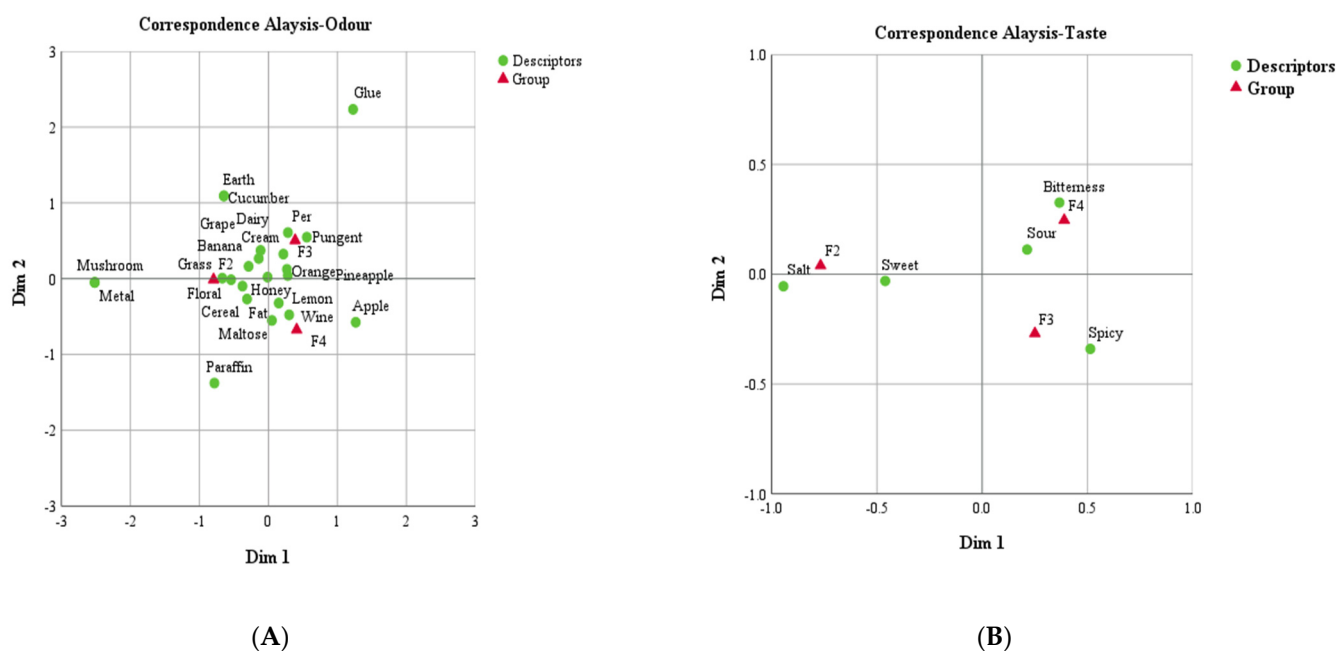 Correspondence Alaysis-Odour
3
2
1
0
-1
-2
-3
-3
-2
-1
0
1
2
3
Dim 2
Dim 1
Glue
Earth
Cucumber
Grape
Dairy
Per
Banana
Cream
Pungent
F3
Mushroom
Grass
F2
Orange
Pineapple
Metal
Floral
Honey
Lemon
Cereal
Fat
Wine
Apple
Maltose
F4
Paraffin
Descriptors
Group
(A)
Correspondence Alaysis-Taste
1.0
0.5
0.0
-0.5
-1.0
-1.0
-0.5
0.0
0.5
1.0
Dim 2
Dim 1
Bitterness
F4
Sour
F2
Salt
Sweet
F3
Spicy
Descriptors
Group
(B)